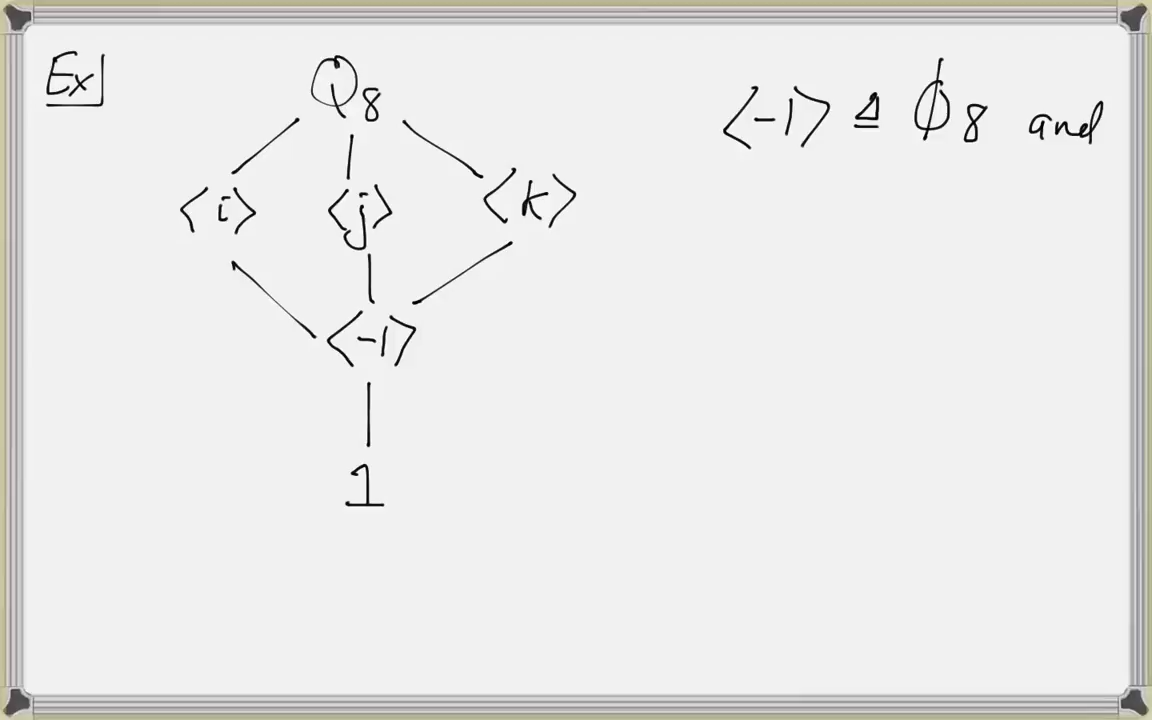 Ex
Q8
⟨-1⟩ ⊴ Q8 and
⟨i⟩ ⟨j⟩ ⟨k⟩
⟨-1⟩
1